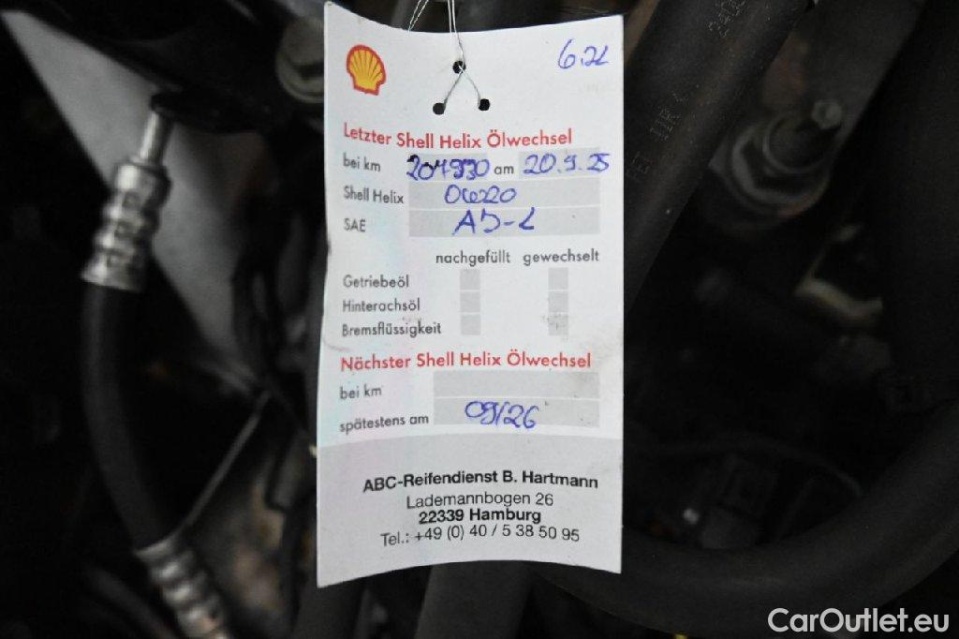 6.2L
Letzter Shell Helix Ölwechsel
bei km 204990 am 20.9.25
Shell Helix 0W20
SAE A5-L
nachgefüllt gewechselt
Getriebeöl
Hinterachsöl
Bremsflüssigkeit
Nächster Shell Helix Ölwechsel
bei km
spätestens am 09/26
ABC-Reifendienst B. Hartmann
Lademannbogen 26
22339 Hamburg
Tel.: +49 (0) 40 / 5 38 50 95
CarOutlet.eu